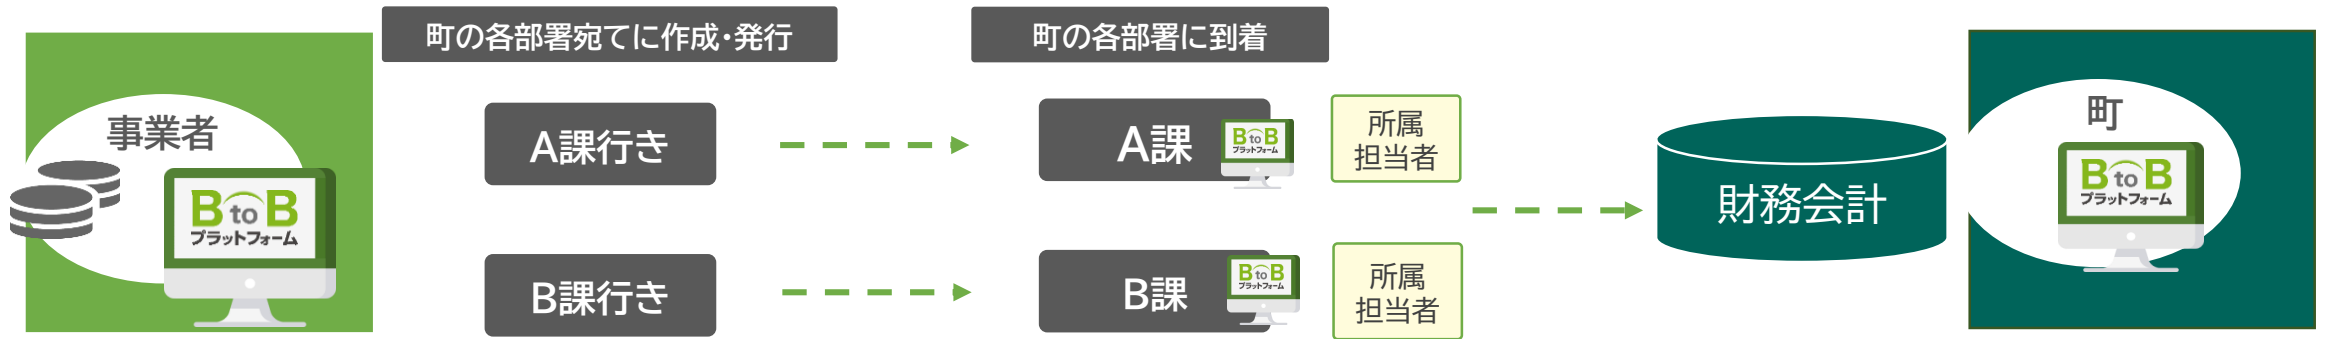 町の各部署宛てに作成・発行
町の各部署に到着
事業者
BtoB
プラットフォーム
A課行き
A課
BtoB
プラットフォーム
所属
担当者
B課行き
B課
BtoB
プラットフォーム
所属
担当者
財務会計
町
BtoB
プラットフォーム